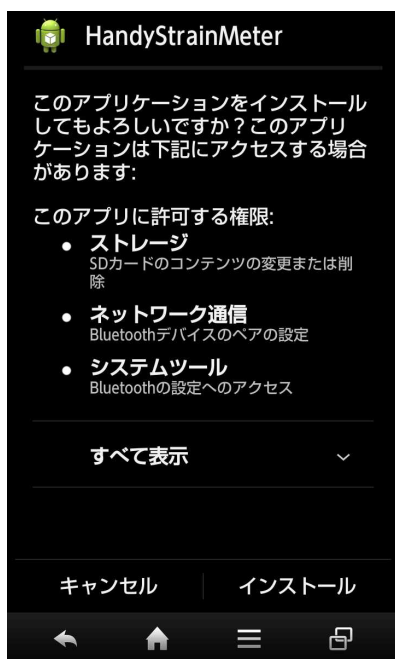 HandyStrainMeter
このアプリケーションをインストール
してもよろしいですか？このアプリ
ケーションは下記にアクセスする場合
があります:
このアプリに許可する権限:
● ストレージ
SDカードのコンテンツの変更または削
除
● ネットワーク通信
Bluetoothデバイスのペアの設定
● システムツール
Bluetoothの設定へのアクセス
すべて表示
キャンセル
インストール